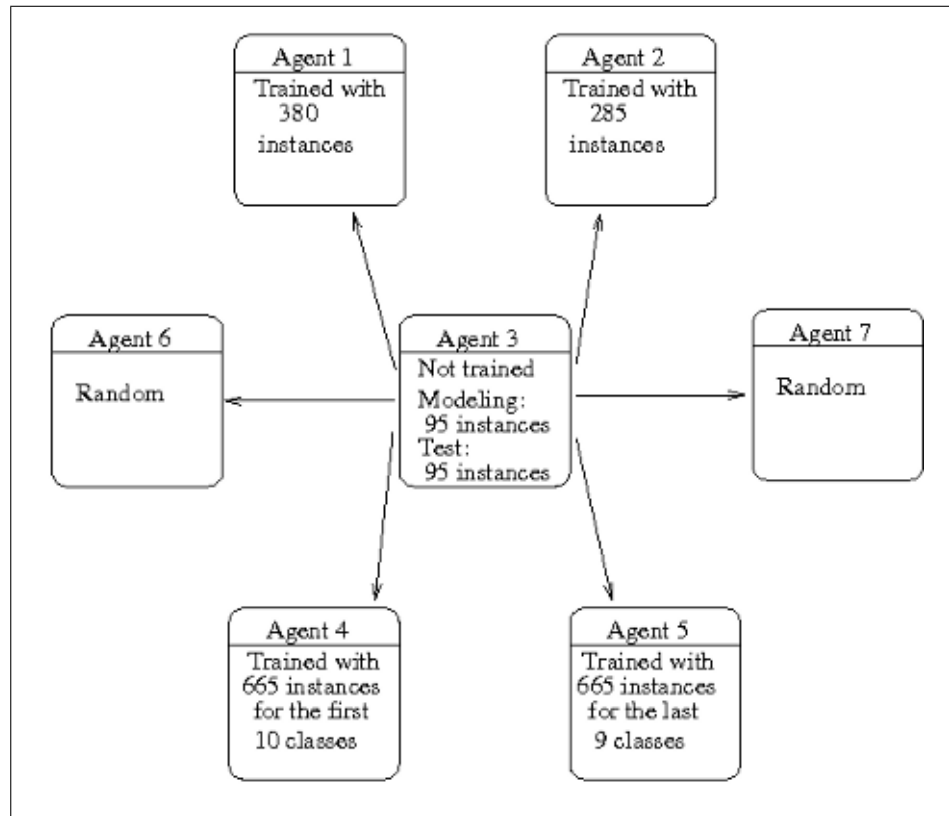 Agent 1
Trained with
380
instances
Agent 2
Trained with
285
instances
Agent 6
Random
Agent 3
Not trained
Modeling:
95 instances
Test:
95 instances
Agent 7
Random
Agent 4
Trained with
665 instances
for the first
10 classes
Agent 5
Trained with
665 instances
for the last
9 classes